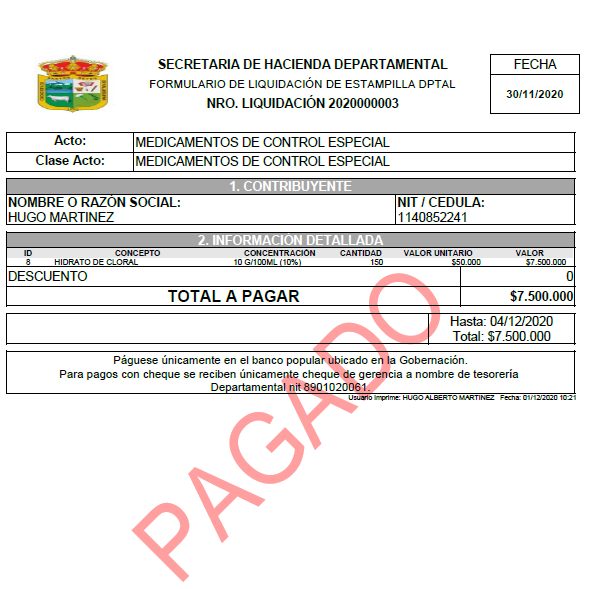 SECRETARIA DE HACIENDA DEPARTAMENTAL
FORMULARIO DE LIQUIDACIÓN DE ESTAMPILLA DPTAL
NRO. LIQUIDACIÓN 2020000003
FECHA
30/11/2020
Acto: MEDICAMENTOS DE CONTROL ESPECIAL
Clase Acto: MEDICAMENTOS DE CONTROL ESPECIAL
1. CONTRIBUYENTE
NOMBRE O RAZÓN SOCIAL: NIT / CEDULA:
HUGO MARTINEZ 1140852241
2. INFORMACIÓN DETALLADA
ID CONCEPTO CONCENTRACIÓN CANTIDAD VALOR UNITARIO VALOR
8 HIDRATO DE CLORAL 10 G/100ML (10%) 150 $50.000 $7.500.000
DESCUENTO 0
TOTAL A PAGAR $7.500.000
Hasta: 04/12/2020
Total: $7.500.000
Páguese únicamente en el banco popular ubicado en la Gobernación.
Para pagos con cheque se reciben únicamente cheque de gerencia a nombre de tesorería
Departamental nit 8901020061.
Usuario Imprime: HUGO ALBERTO MARTINEZ Fecha: 01/12/2020 10:21
PAGADO